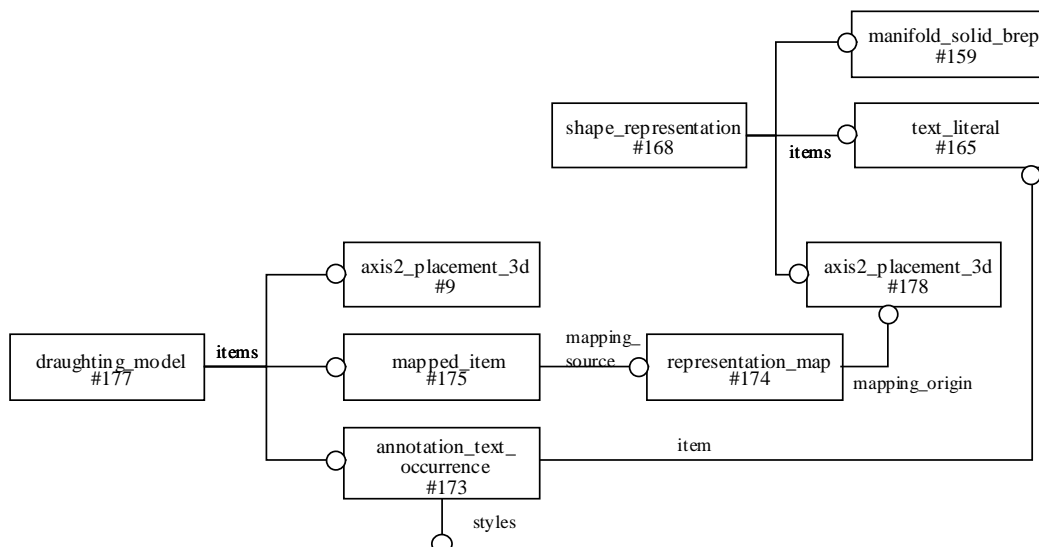 manifold_solid_brep
#159
shape_representation
#168
text_literal
#165
items
axis2_placement_3d
#9
axis2_placement_3d
#178
draughting_model
#177
items
mapped_item
#175
mapping_
source
representation_map
#174
mapping_origin
annotation_text_
occurrence
#173
item
styles